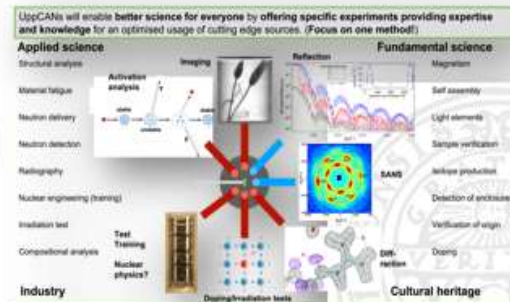 UppCANs will enable better science for everyone by offering specific experiments providing expertise
and knowledge for an optimised usage of cutting edge sources. (Focus on one method!)
Applied science
Fundamental science
Structural analysis
Material fatigue
Neutron delivery
Neutron detection
Radiography
Nuclear engineering (training)
Irradiation test
Compositional analysis
Activation
analysis
Imaging
Reflection
SANS
Diff-
raction
Test
Training
Nuclear
physics?
Doping/Irradiation tests
Magnetism
Self assembly
Light elements
Sample verification
Isotope production
Detection of enclosure
Verification of origin
Doping
Industry
Cultural heritage